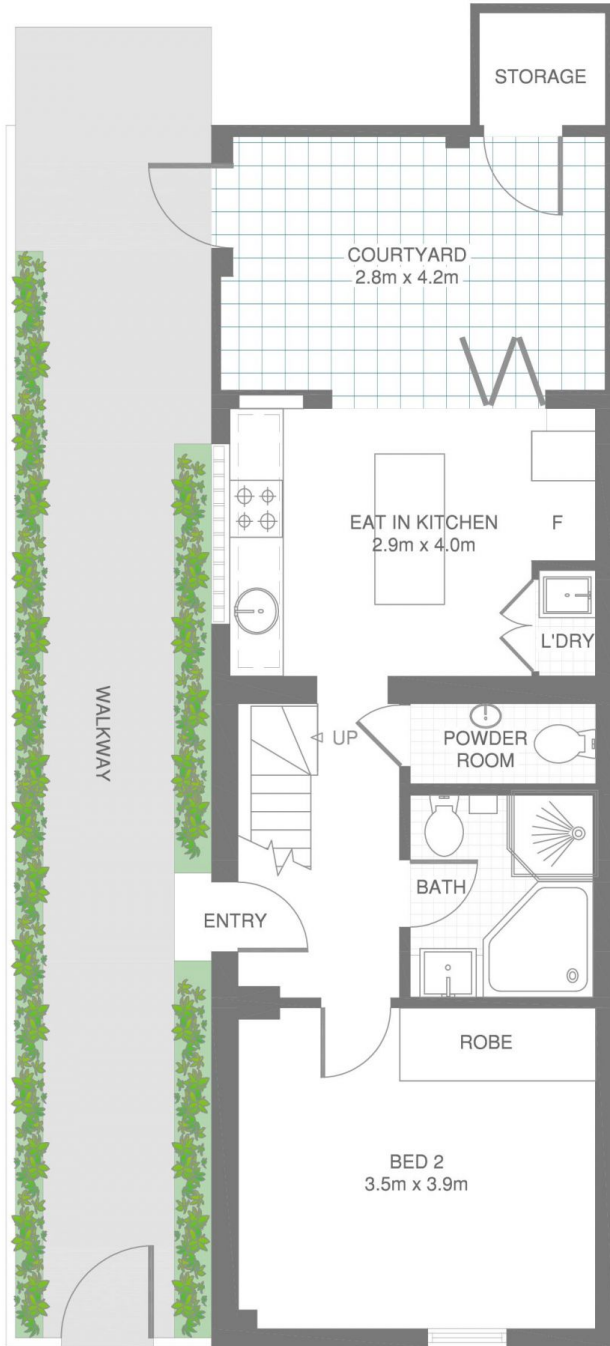 STORAGE
COURTYARD
2.8m x 4.2m
EAT IN KITCHEN
2.9m x 4.0m
F
L'DRY
WALKWAY
UP
POWDER
ROOM
BATH
ENTRY
ROBE
BED 2
3.5m x 3.9m